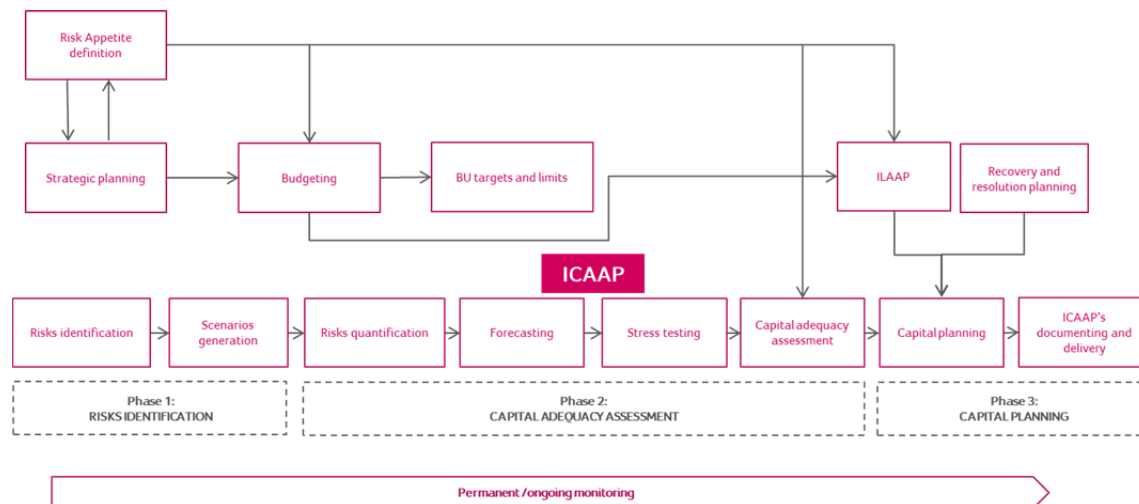 Risk Appetite
definition
Strategic planning
Budgeting
BU targets and limits
ILAAP
Recovery and
resolution planning
ICAAP
Risks identification
Scenarios
generation
Risks quantification
Forecasting
Stress testing
Capital adequacy
assessment
Capital planning
ICAAP's
documenting and
delivery
Phase 1:
RISKS IDENTIFICATION
Phase 2:
CAPITAL ADEQUACY ASSESSMENT
Phase 3:
CAPITAL PLANNING
Permanent /ongoing monitoring